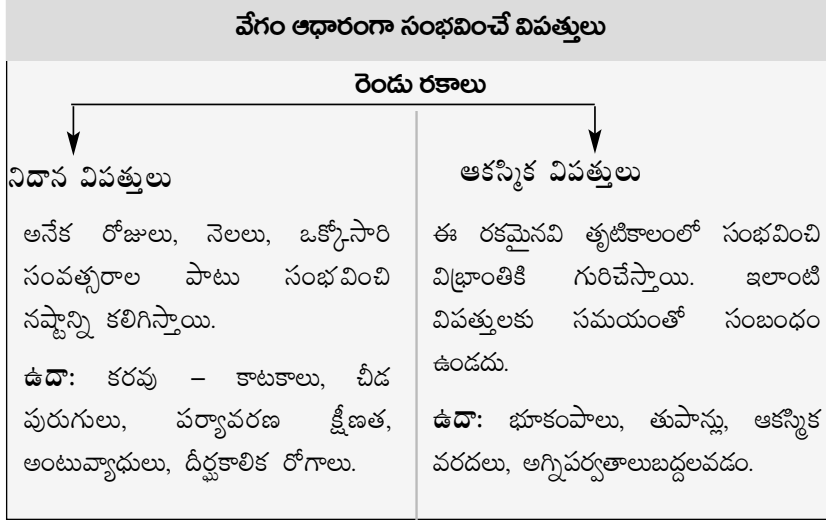 వేగం ఆధారంగా సంభవించే విపత్తులు
రెండు రకాలు
నిదాన విపత్తులు
అనేక రోజులు, నెలలు, ఒక్కోసారి
సంవత్సరాల పాటు సంభవించి
నష్టాన్ని కలిగిస్తాయి.
ఉదా: కరవు – కాటకాలు, చీడ
పురుగులు, పర్యావరణ క్షీణత,
అంటువ్యాధులు, దీర్ఘకాలిక రోగాలు.
ఆకస్మిక విపత్తులు
ఈ రకమైనవి తృటికాలంలో సంభవించి
విభ్రాంతికి గురిచేస్తాయి. ఇలాంటి
విపత్తులకు సమయంతో సంబంధం
ఉండదు.
ఉదా: భూకంపాలు, తుపాన్లు, ఆకస్మిక
వరదలు, అగ్నిపర్వతాలుబద్దలవడం.